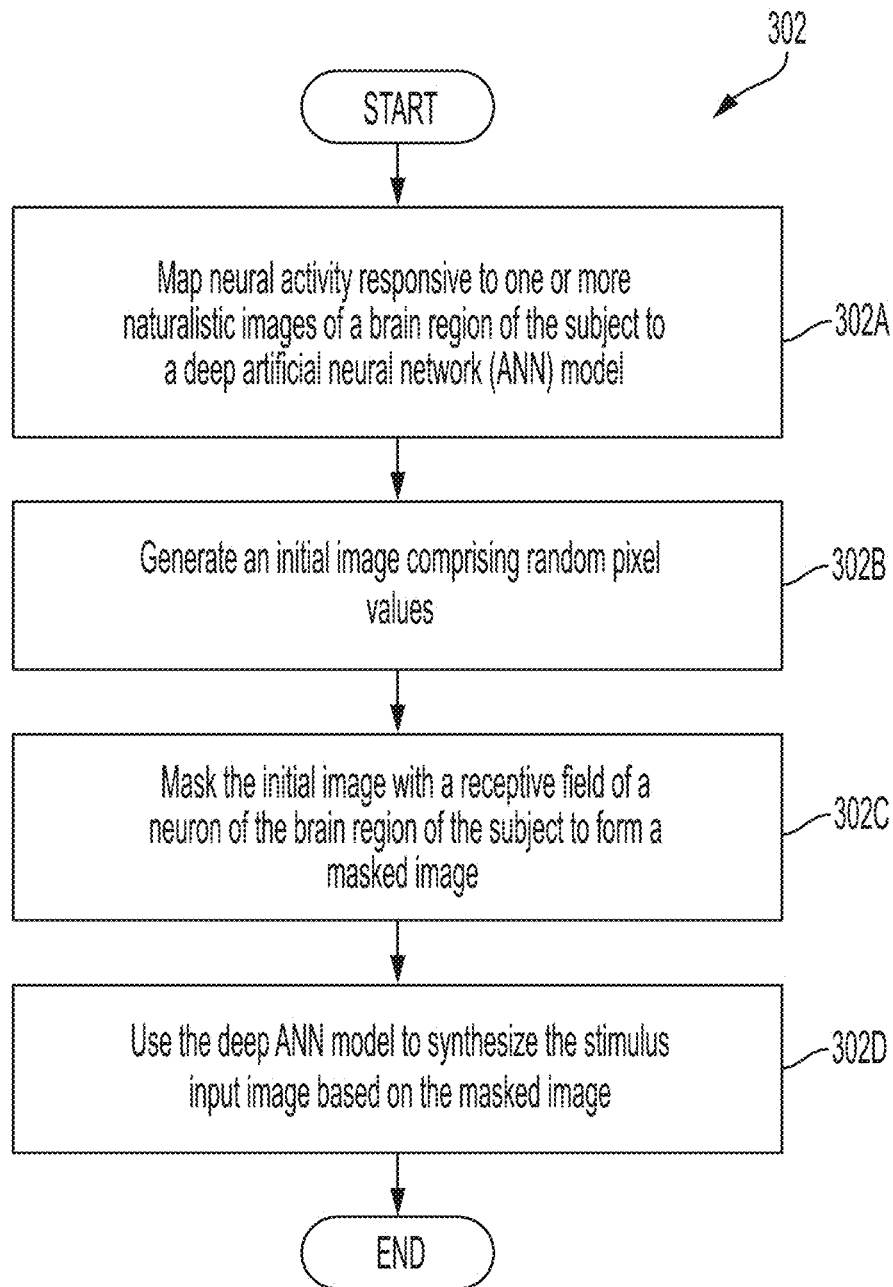 302
START
Map neural activity responsive to one or more
naturalistic images of a brain region of the subject to
a deep artificial neural network (ANN) model
302A
Generate an initial image comprising random pixel
values
302B
Mask the initial image with a receptive field of a
neuron of the brain region of the subject to form a
masked image
302C
Use the deep ANN model to synthesize the stimulus
input image based on the masked image
302D
END